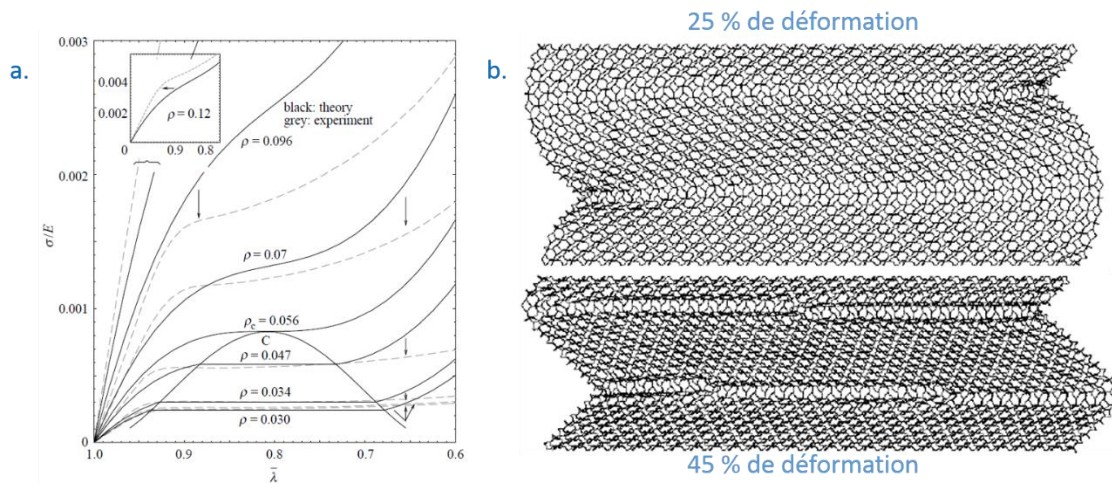 a.
0.003
0.002
0.001
0
σ/E
1.0
0.9
0.8
0.7
0.6
λ̄
0.004
0.002
0
0.9
0.8
ρ = 0.12
black: theory
grey: experiment
ρ = 0.096
ρ = 0.07
ρc = 0.056
C
ρ = 0.047
ρ = 0.034
ρ = 0.030
b.
25 % de déformation
45 % de déformation